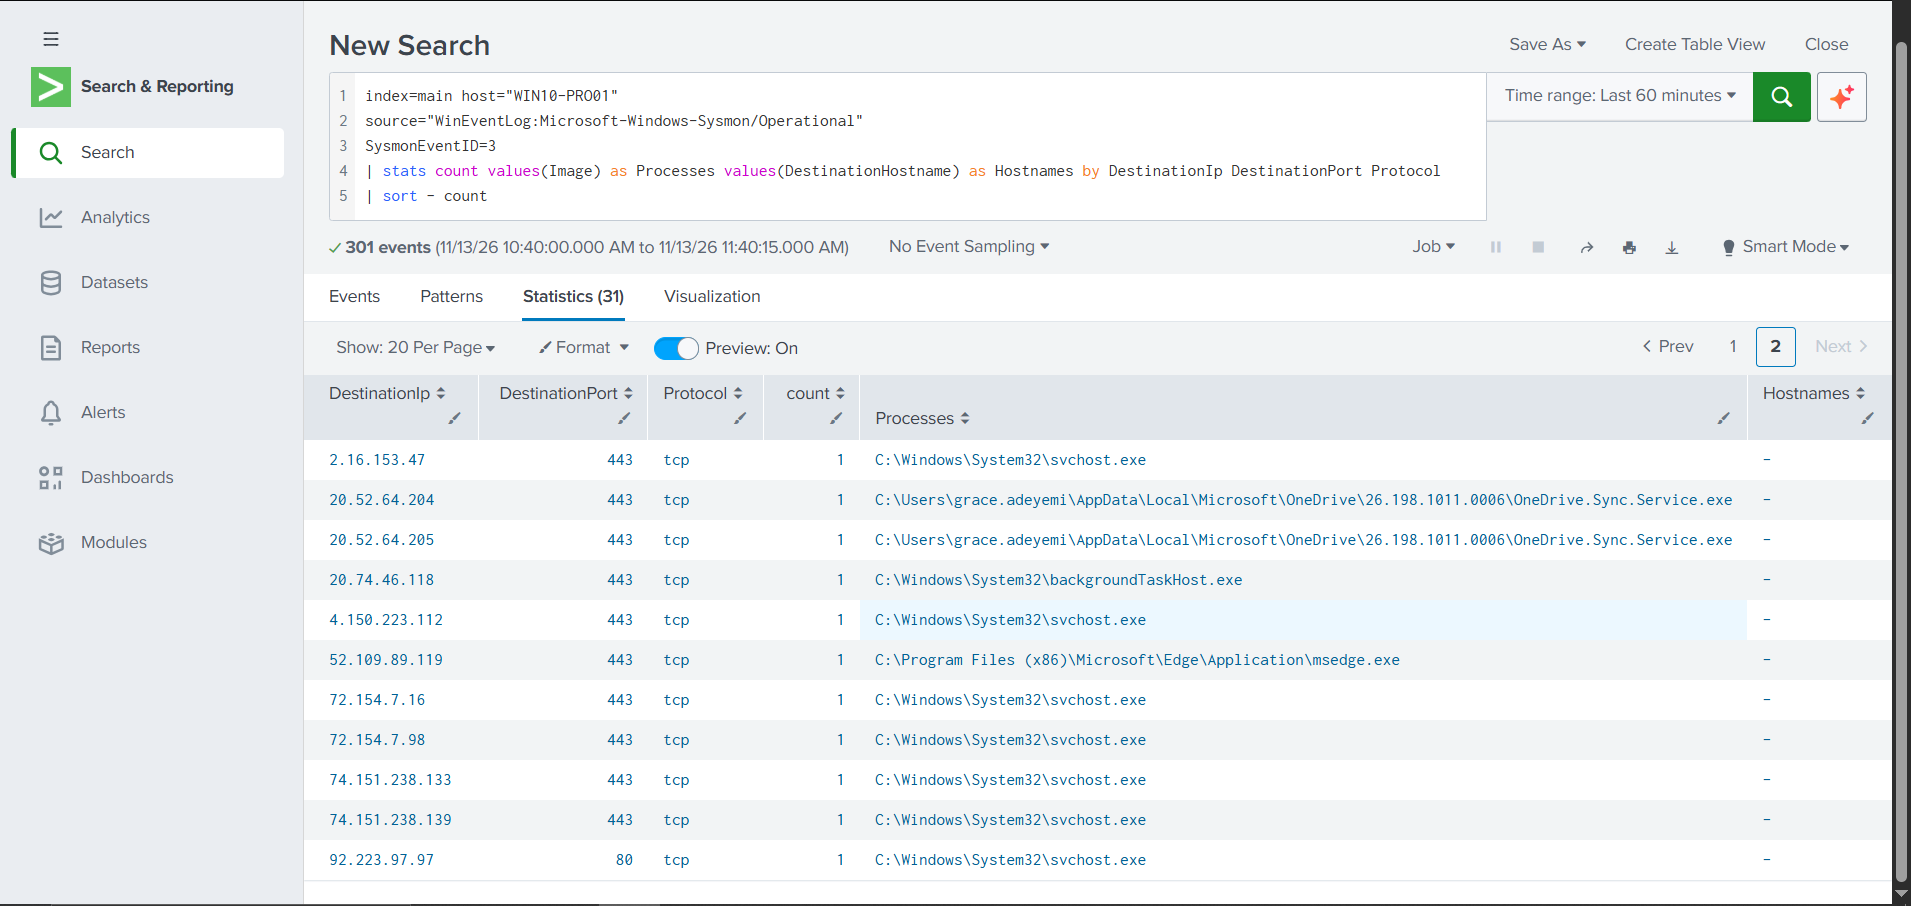 Search & Reporting
Search
Analytics
Datasets
Reports
Alerts
Dashboards
Modules
New Search
Save As
Create Table View
Close
1 index=main host="WIN10-PRO01"
2 source="WinEventLog:Microsoft-Windows-Sysmon/Operational"
3 SysmonEventID=3
4 | stats count values(Image) as Processes values(DestinationHostname) as Hostnames by DestinationIp DestinationPort Protocol
5 | sort - count
Time range: Last 60 minutes
301 events (11/13/26 10:40:00.000 AM to 11/13/26 11:40:15.000 AM)
No Event Sampling
Job
Smart Mode
Events
Patterns
Statistics (31)
Visualization
Show: 20 Per Page
Format
Preview: On
Prev
1
2
Next
DestinationIp DestinationPort Protocol count Processes Hostnames
2.16.153.47 443 tcp 1 C:\Windows\System32\svchost.exe -
20.52.64.204 443 tcp 1 C:\Users\grace.adeyemi\AppData\Local\Microsoft\OneDrive\26.198.1011.0006\OneDrive.Sync.Service.exe -
20.52.64.205 443 tcp 1 C:\Users\grace.adeyemi\AppData\Local\Microsoft\OneDrive\26.198.1011.0006\OneDrive.Sync.Service.exe -
20.74.46.118 443 tcp 1 C:\Windows\System32\backgroundTaskHost.exe -
4.150.223.112 443 tcp 1 C:\Windows\System32\svchost.exe -
52.109.89.119 443 tcp 1 C:\Program Files (x86)\Microsoft\Edge\Application\msedge.exe -
72.154.7.16 443 tcp 1 C:\Windows\System32\svchost.exe -
72.154.7.98 443 tcp 1 C:\Windows\System32\svchost.exe -
74.151.238.133 443 tcp 1 C:\Windows\System32\svchost.exe -
74.151.238.139 443 tcp 1 C:\Windows\System32\svchost.exe -
92.223.97.97 80 tcp 1 C:\Windows\System32\svchost.exe -